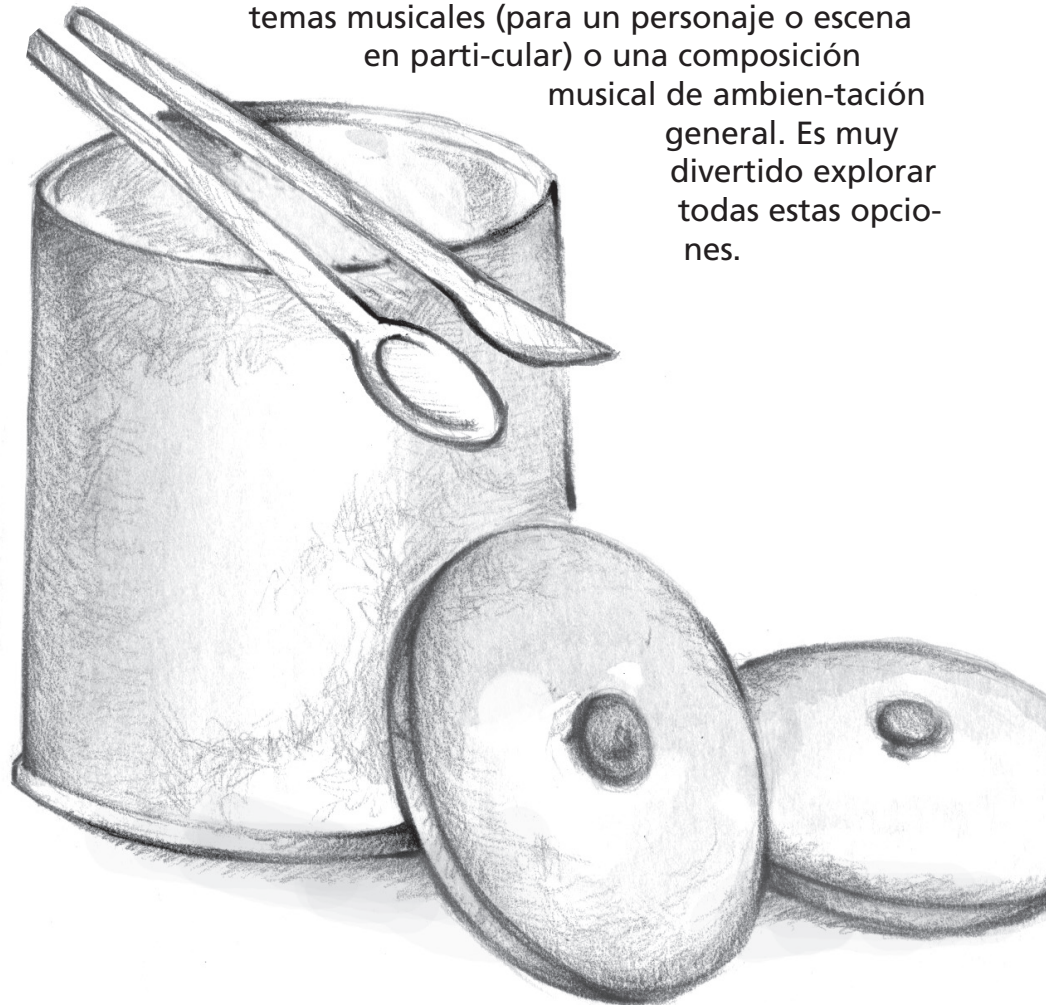 temas musicales (para un personaje o escena
en parti-cular) o una composición
musical de ambien-tación
general. Es muy
divertido explorar
todas estas opcio-
nes.